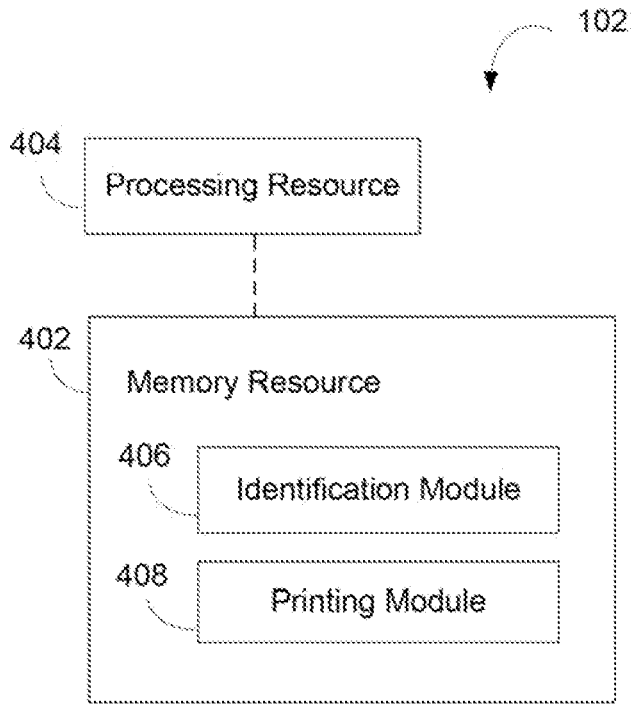 102
404
Processing Resource
402
Memory Resource
406
Identification Module
408
Printing Module